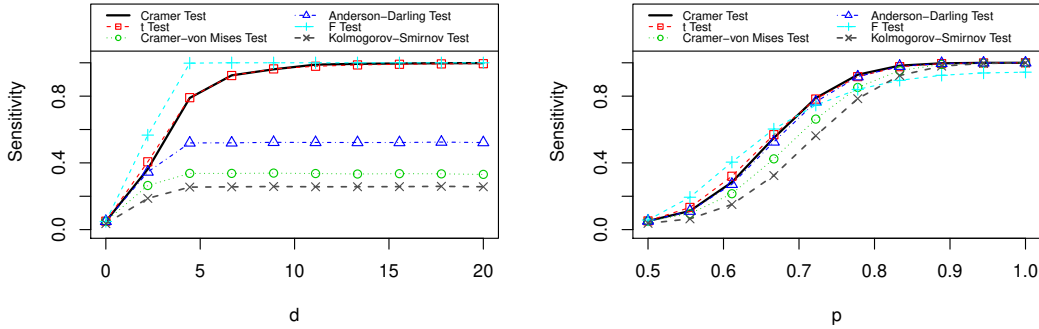 Cramer Test
t Test
Cramer−von Mises Test
Anderson−Darling Test
F Test
Kolmogorov−Smirnov Test
Sensitivity
0.8
0.4
0.0
0 5 10 15 20
d
Cramer Test
t Test
Cramer−von Mises Test
Anderson−Darling Test
F Test
Kolmogorov−Smirnov Test
Sensitivity
0.8
0.4
0.0
0.5 0.6 0.7 0.8 0.9 1.0
p